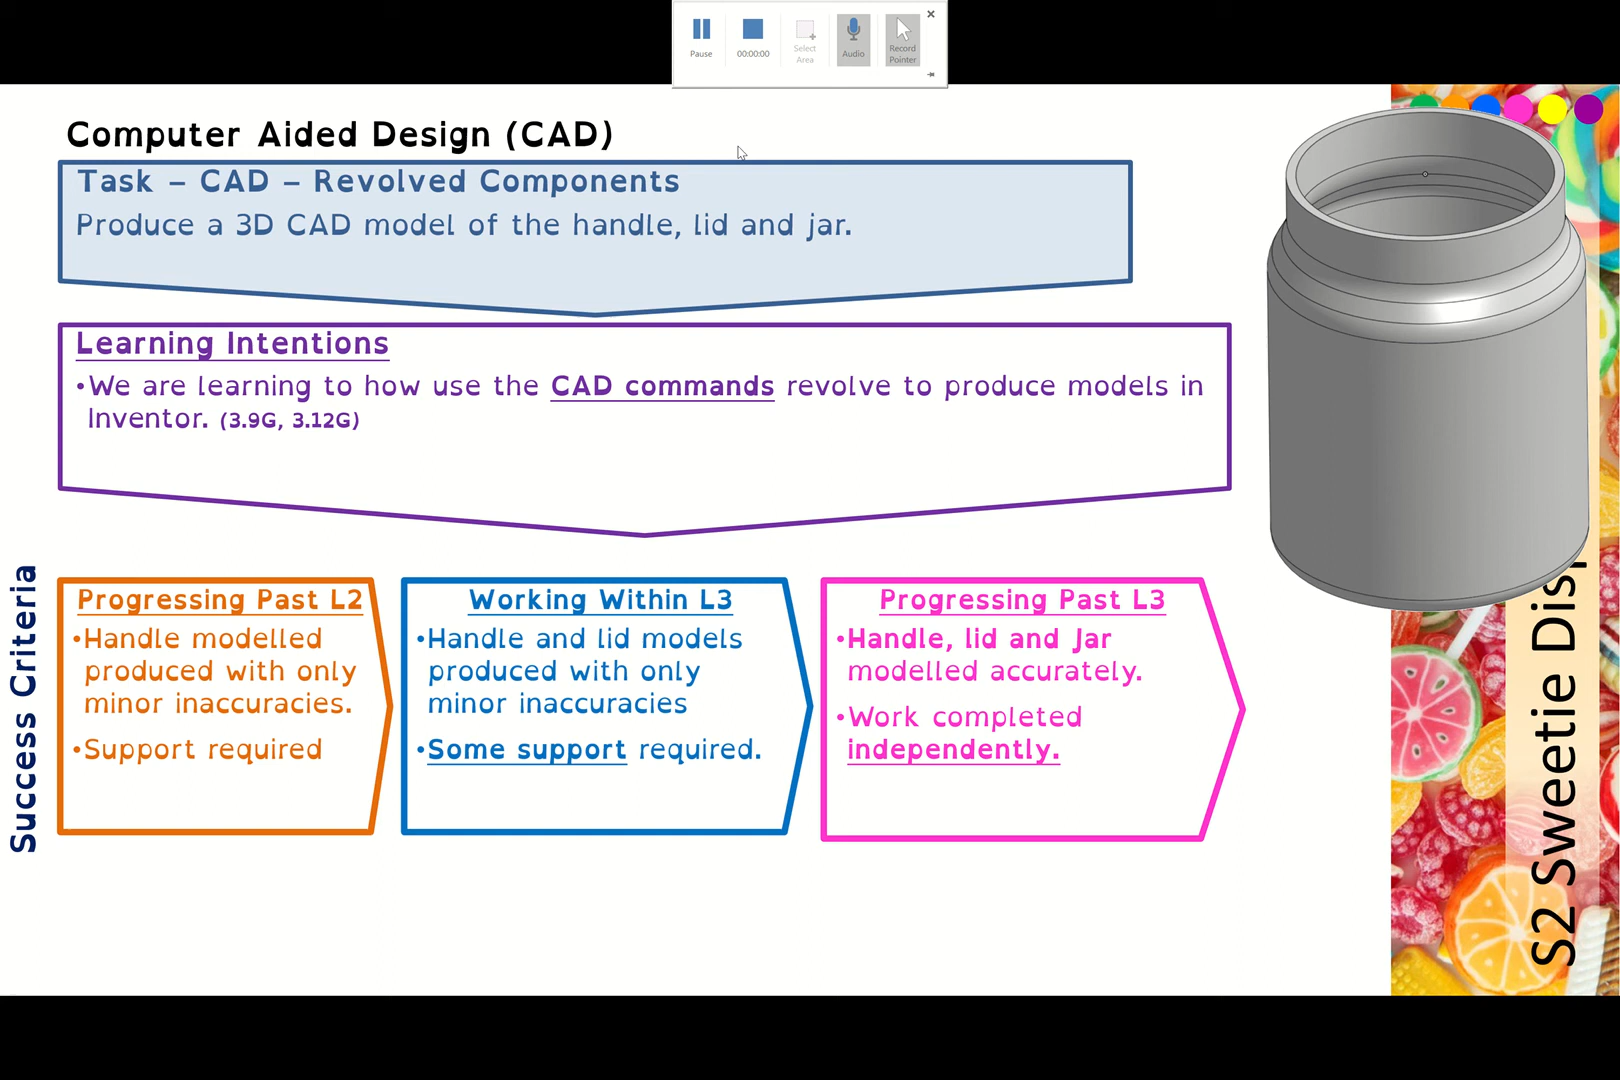 Pause
00:00:00
Select
Area
Audio
Record
Pointer
Computer Aided Design (CAD)
Task – CAD – Revolved Components
Produce a 3D CAD model of the handle, lid and jar.
Learning Intentions
•We are learning to how use the CAD commands revolve to produce models in
Inventor. (3.9G, 3.12G)
Success Criteria
Progressing Past L2
•Handle modelled
produced with only
minor inaccuracies.
•Support required
Working Within L3
•Handle and lid models
produced with only
minor inaccuracies
•Some support required.
Progressing Past L3
•Handle, lid and Jar
modelled accurately.
•Work completed
independently.
S2 Sweetie Dis